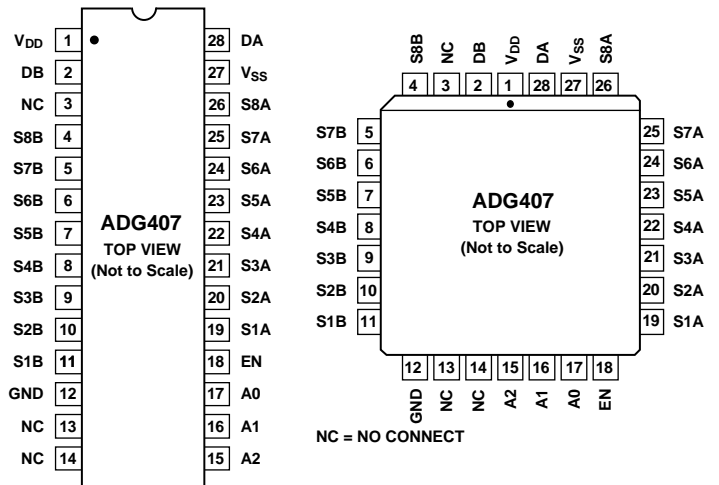 VDD 1 28 DA
DB 2 27 VSS
NC 3 26 S8A
S8B 4 25 S7A
S7B 5 24 S6A
S6B 6 23 S5A
S5B 7 22 S4A
S4B 8 21 S3A
S3B 9 20 S2A
S2B 10 19 S1A
S1B 11 18 EN
GND 12 17 A0
NC 13 16 A1
NC 14 15 A2
ADG407
TOP VIEW
(Not to Scale)
S8B NC DB VDD DA VSS S8A
4 3 2 1 28 27 26
S7B 5 25 S7A
S6B 6 24 S6A
S5B 7 23 S5A
S4B 8 22 S4A
S3B 9 21 S3A
S2B 10 20 S2A
S1B 11 19 S1A
ADG407
TOP VIEW
(Not to Scale)
12 13 14 15 16 17 18
GND NC NC A2 A1 A0 EN
NC = NO CONNECT